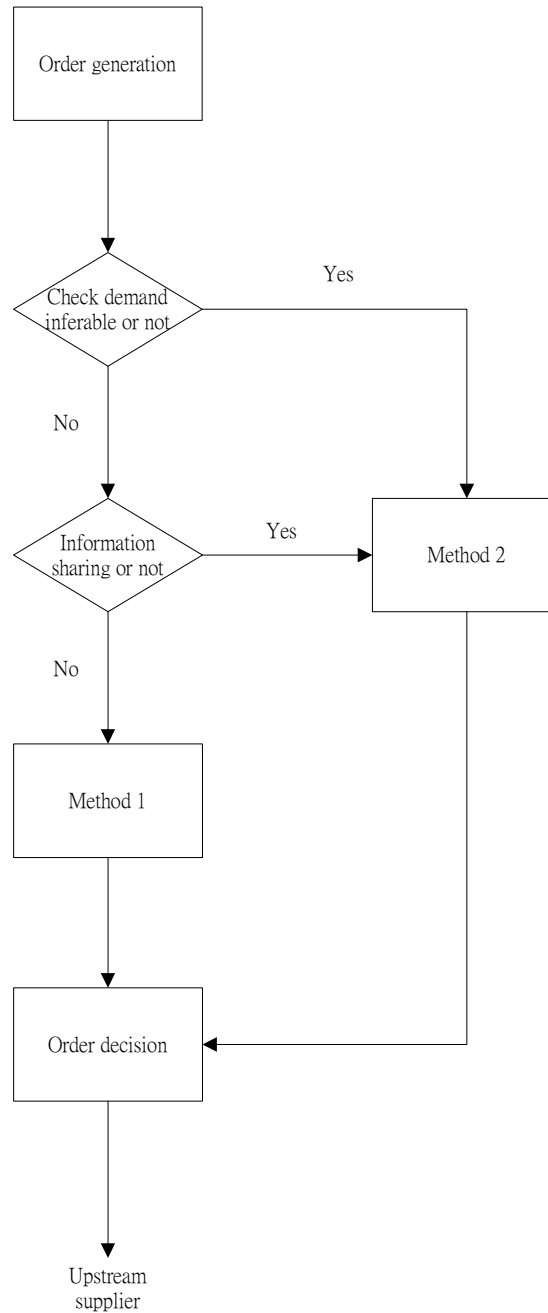 Order generation
Check demand
inferable or not
Yes
No
Information
sharing or not
Yes
Method 2
No
Method 1
Order decision
Upstream
supplier